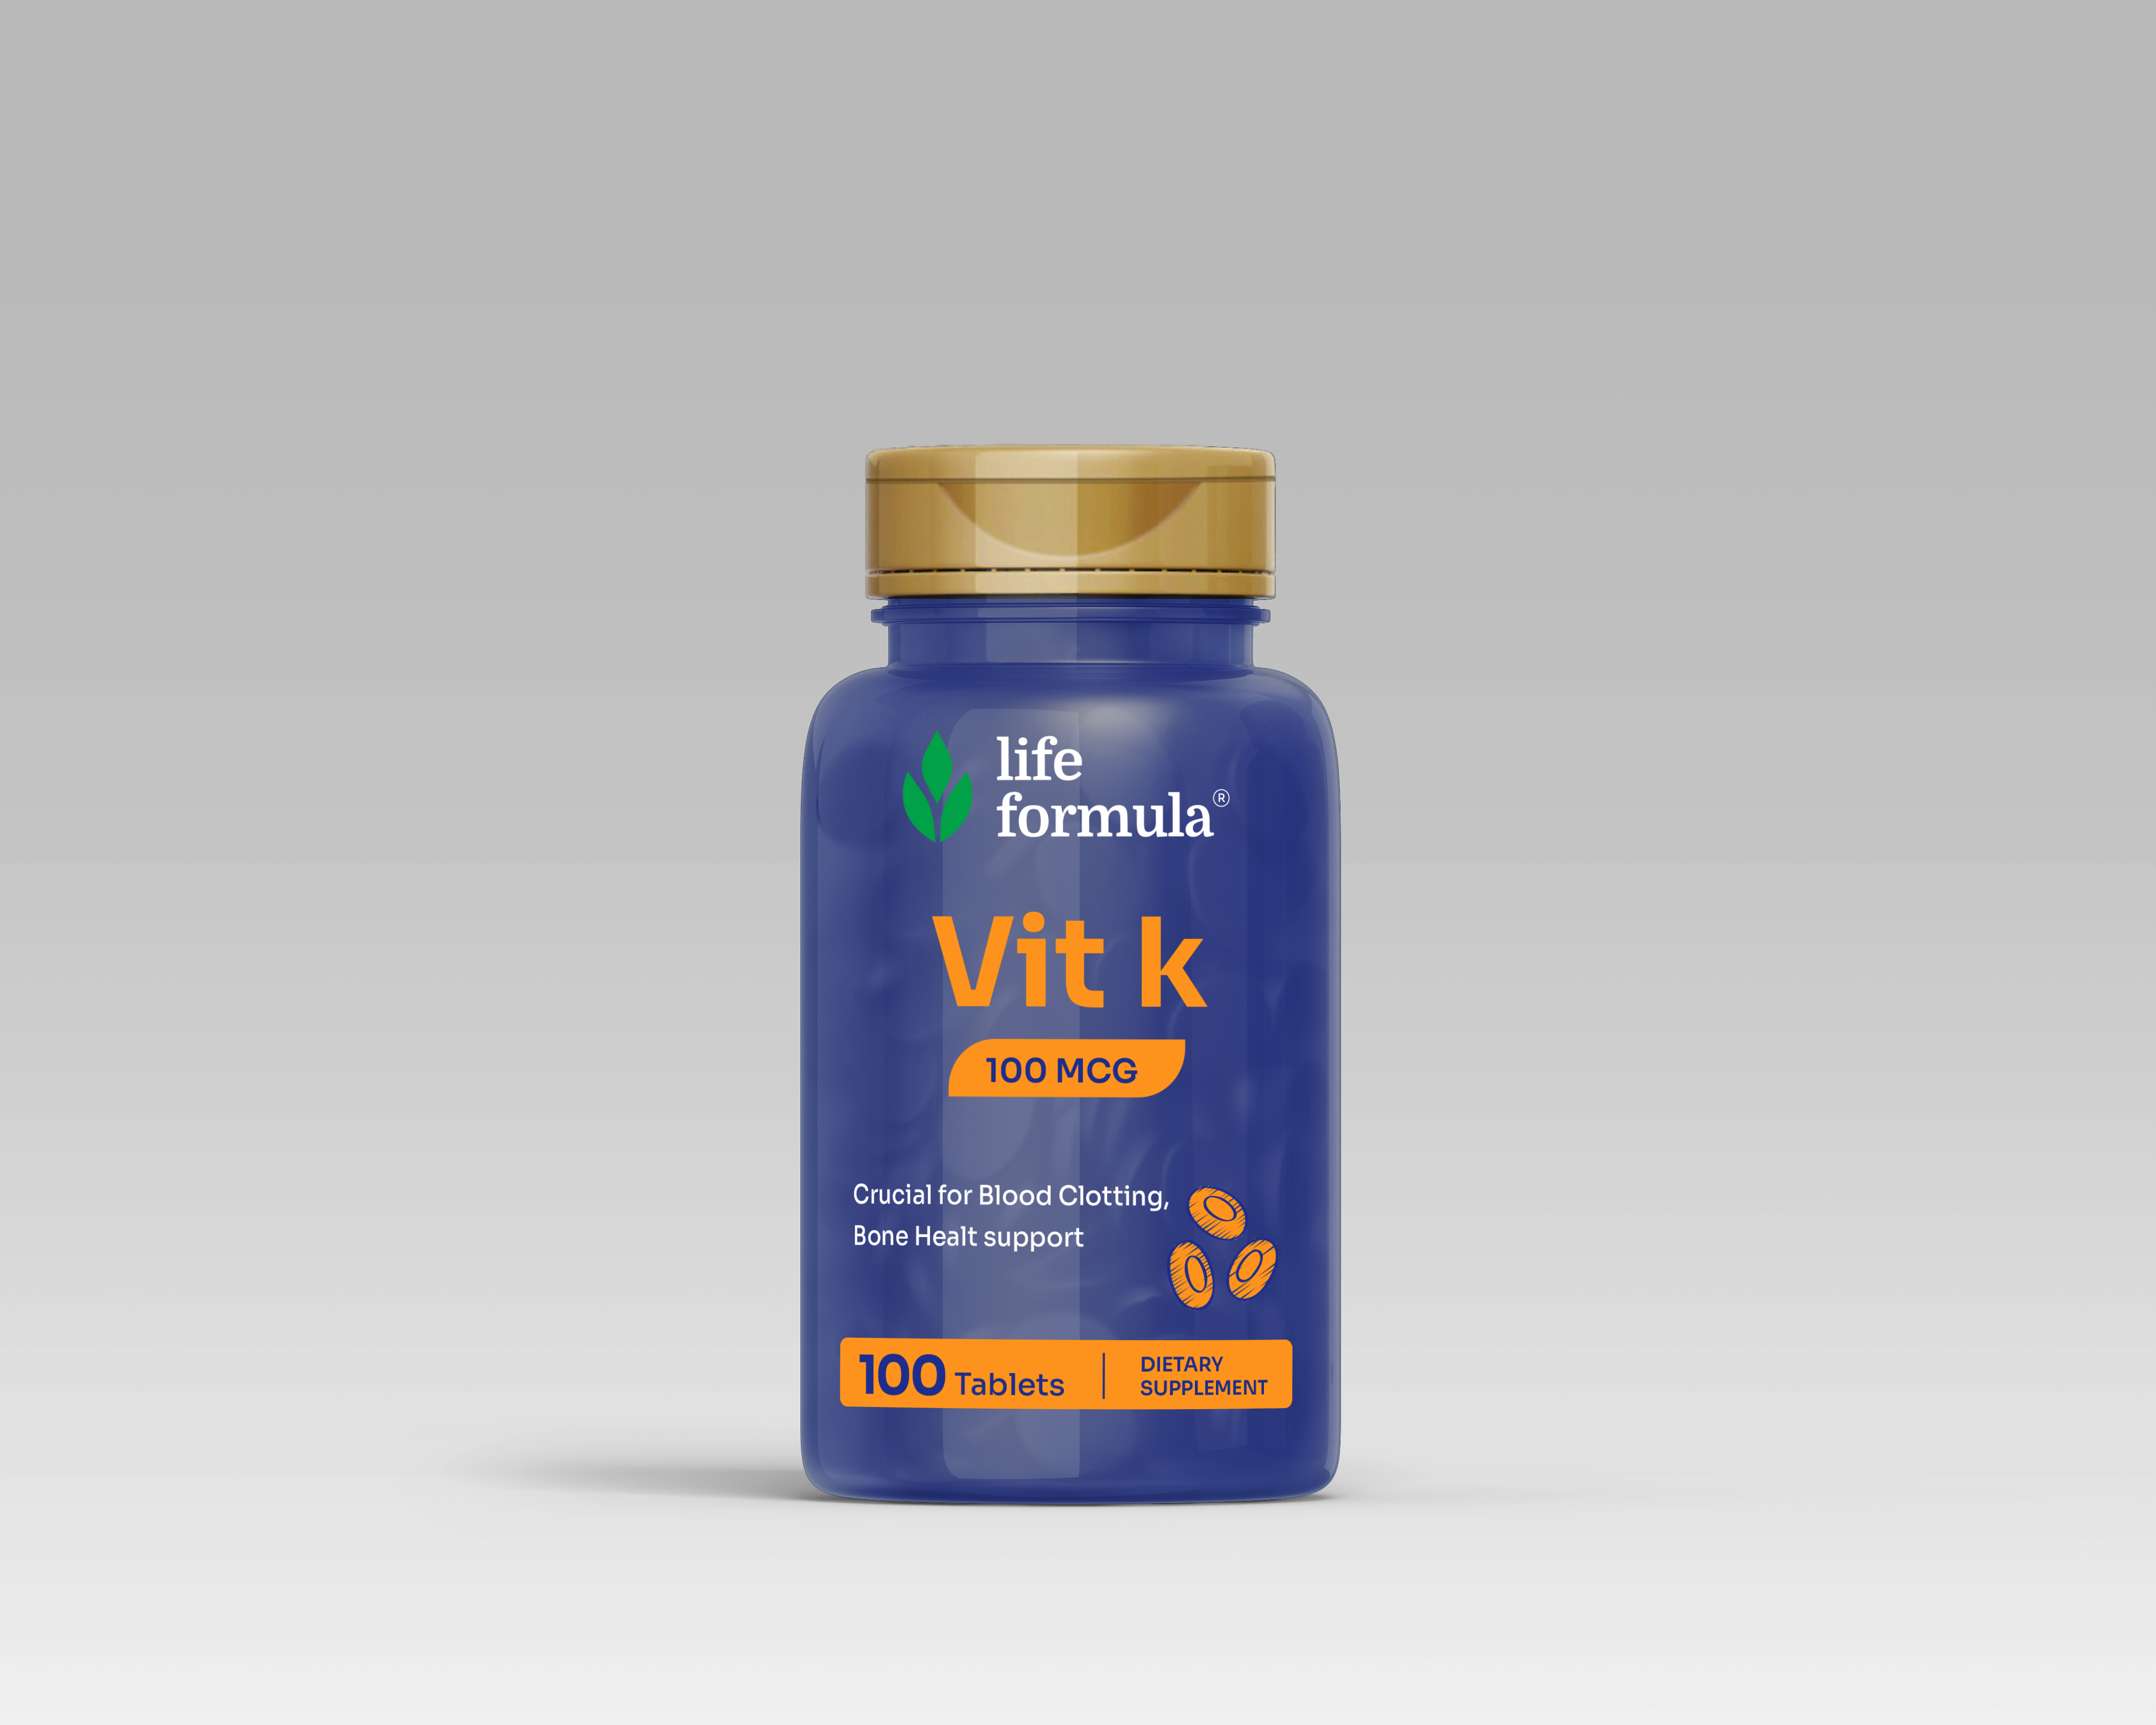 life
formula®
Vit k
100 MCG
Crucial for Blood Clotting,
Bone Healt support
100 Tablets
DIETARY
SUPPLEMENT